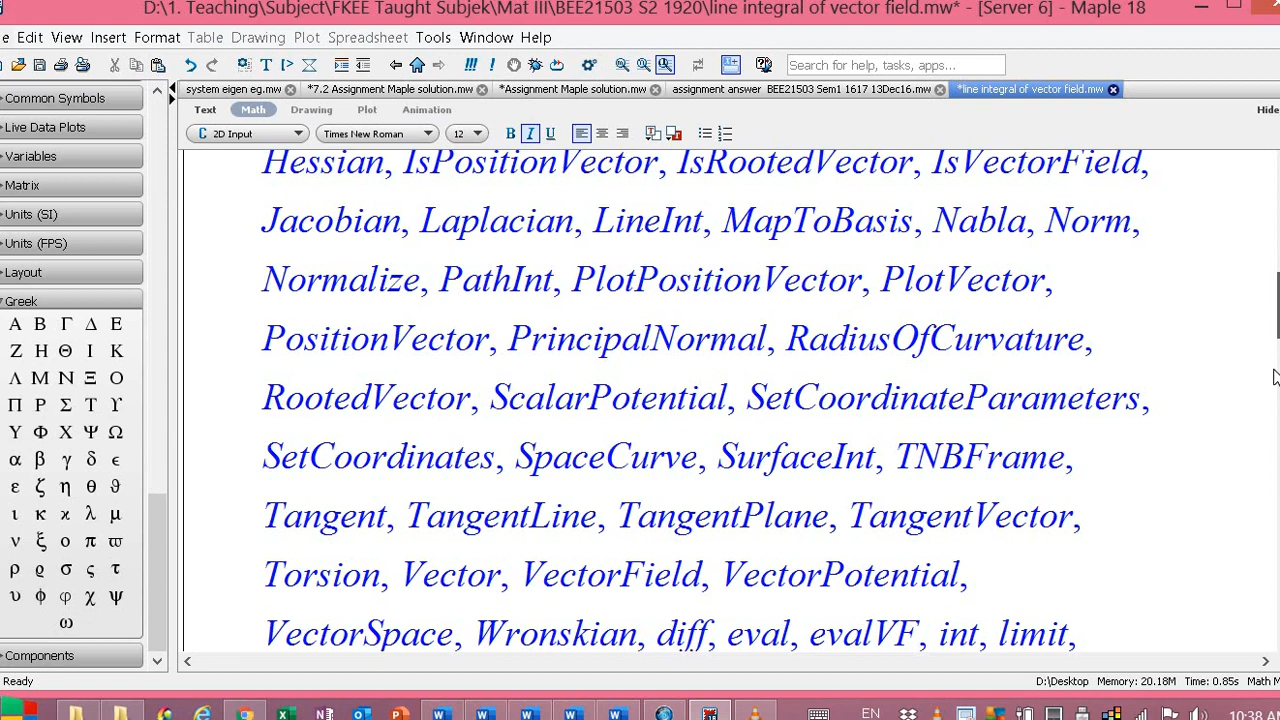 D:\1. Teaching\Subject\FKEE Taught Subjek\Mat III\BEE21503 S2 1920\line integral of vector field.mw* - [Server 6] - Maple 18
e Edit View Insert Format Table Drawing Plot Spreadsheet Tools Window Help
Search for help, tasks, apps...
system eigen eg.mw *7.2 Assignment Maple solution.mw *Assignment Maple solution.mw assignment answer BEE21503 Sem1 1617 13Dec16.mw *line integral of vector field.mw
Text Math Drawing Plot Animation Hide
C 2D Input Times New Roman 12 B I U
Common Symbols
Live Data Plots
Variables
Matrix
Units (SI)
Units (FPS)
Layout
Greek
Α Β Γ Δ Ε
Ζ Η Θ Ι Κ
Λ Μ Ν Ξ Ο
Π Ρ Σ Τ ϒ
Υ Φ Χ Ψ Ω
α β γ δ ϵ
ε ζ η θ ϑ
ι κ ϰ λ μ
ν ξ ο π ϖ
ρ ϱ σ ς τ
υ ϕ φ χ ψ
ω
Components
Hessian, IsPositionVector, IsRootedVector, IsVectorField,
Jacobian, Laplacian, LineInt, MapToBasis, Nabla, Norm,
Normalize, PathInt, PlotPositionVector, PlotVector,
PositionVector, PrincipalNormal, RadiusOfCurvature,
RootedVector, ScalarPotential, SetCoordinateParameters,
SetCoordinates, SpaceCurve, SurfaceInt, TNBFrame,
Tangent, TangentLine, TangentPlane, TangentVector,
Torsion, Vector, VectorField, VectorPotential,
VectorSpace, Wronskian, diff, eval, evalVF, int, limit,
Ready D:\Desktop Memory: 20.18M Time: 0.85s Math M
EN 10:38 A